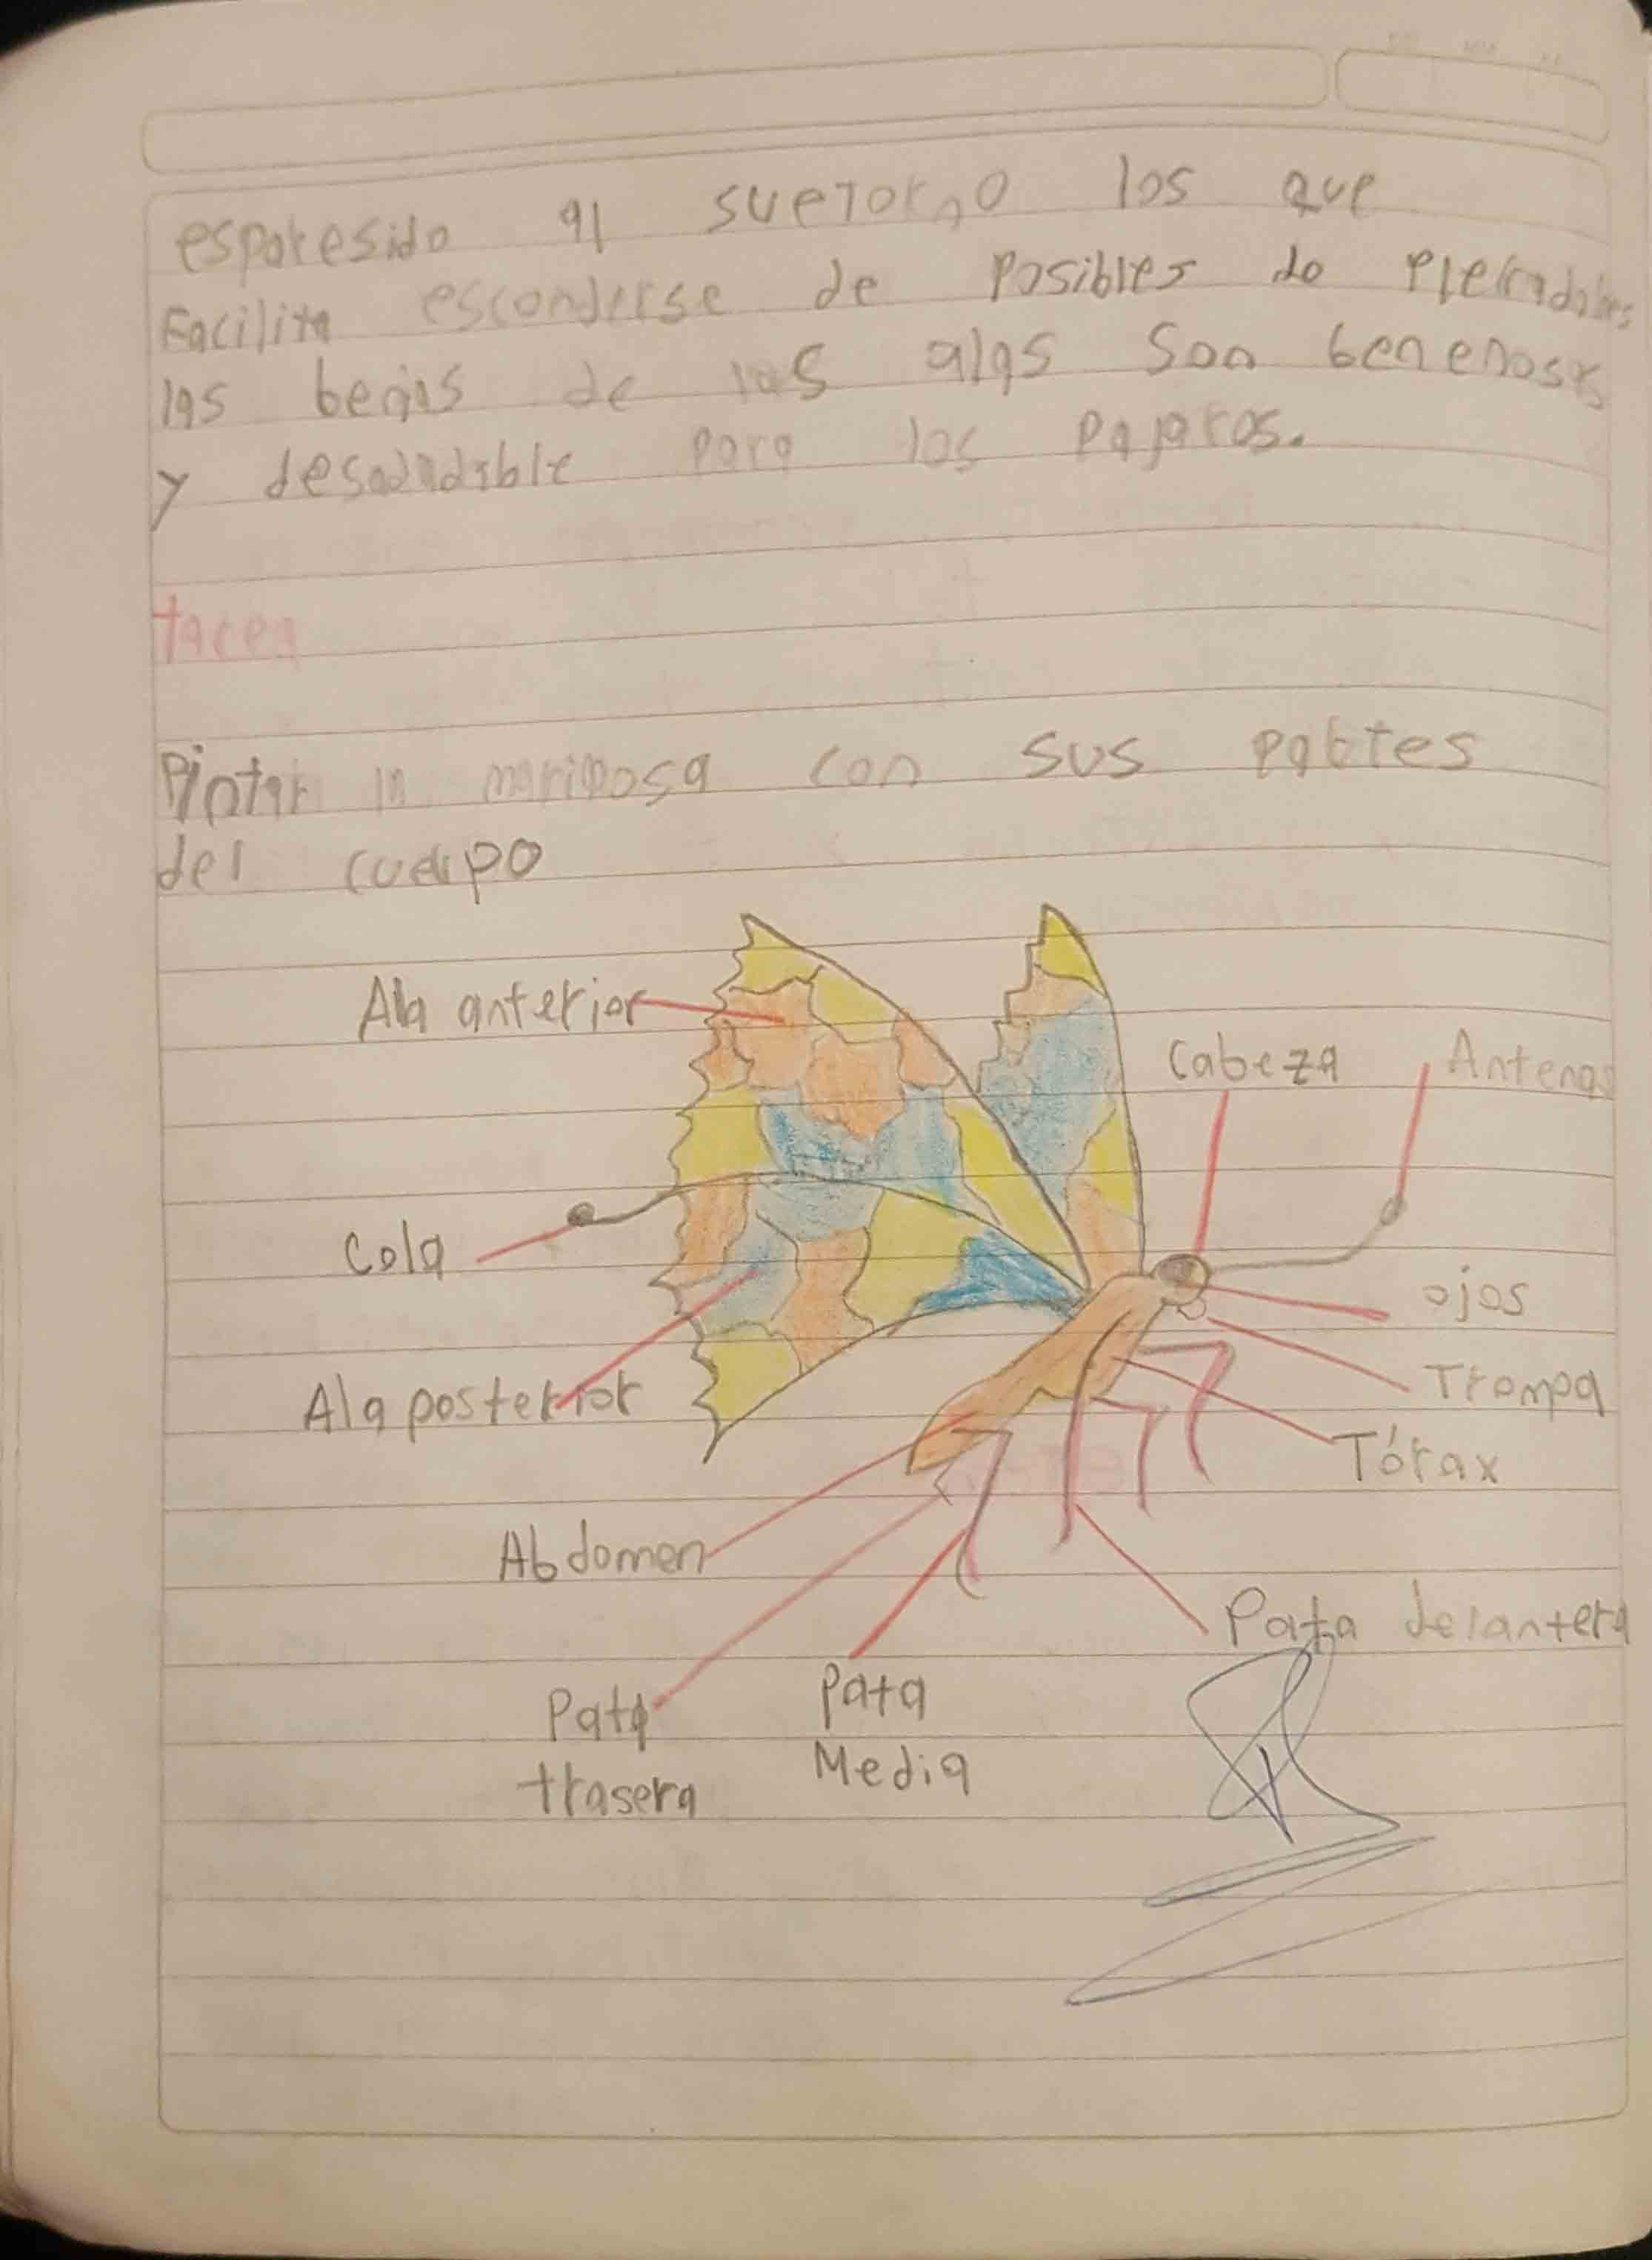 esparesido al suetorno los que
Facilita esconderse de posibles de
las benas de las alas son benenosas
y para los pajaros.
tarea
Pintar la mariposa con sus partes
del cuerpo
Ala anterior
Cabeza
Antenas
Cola
ojos
Ala posterior
Trompa
Tórax
Abdomen
Pata delantera
Pata
trasera
Pata
Media